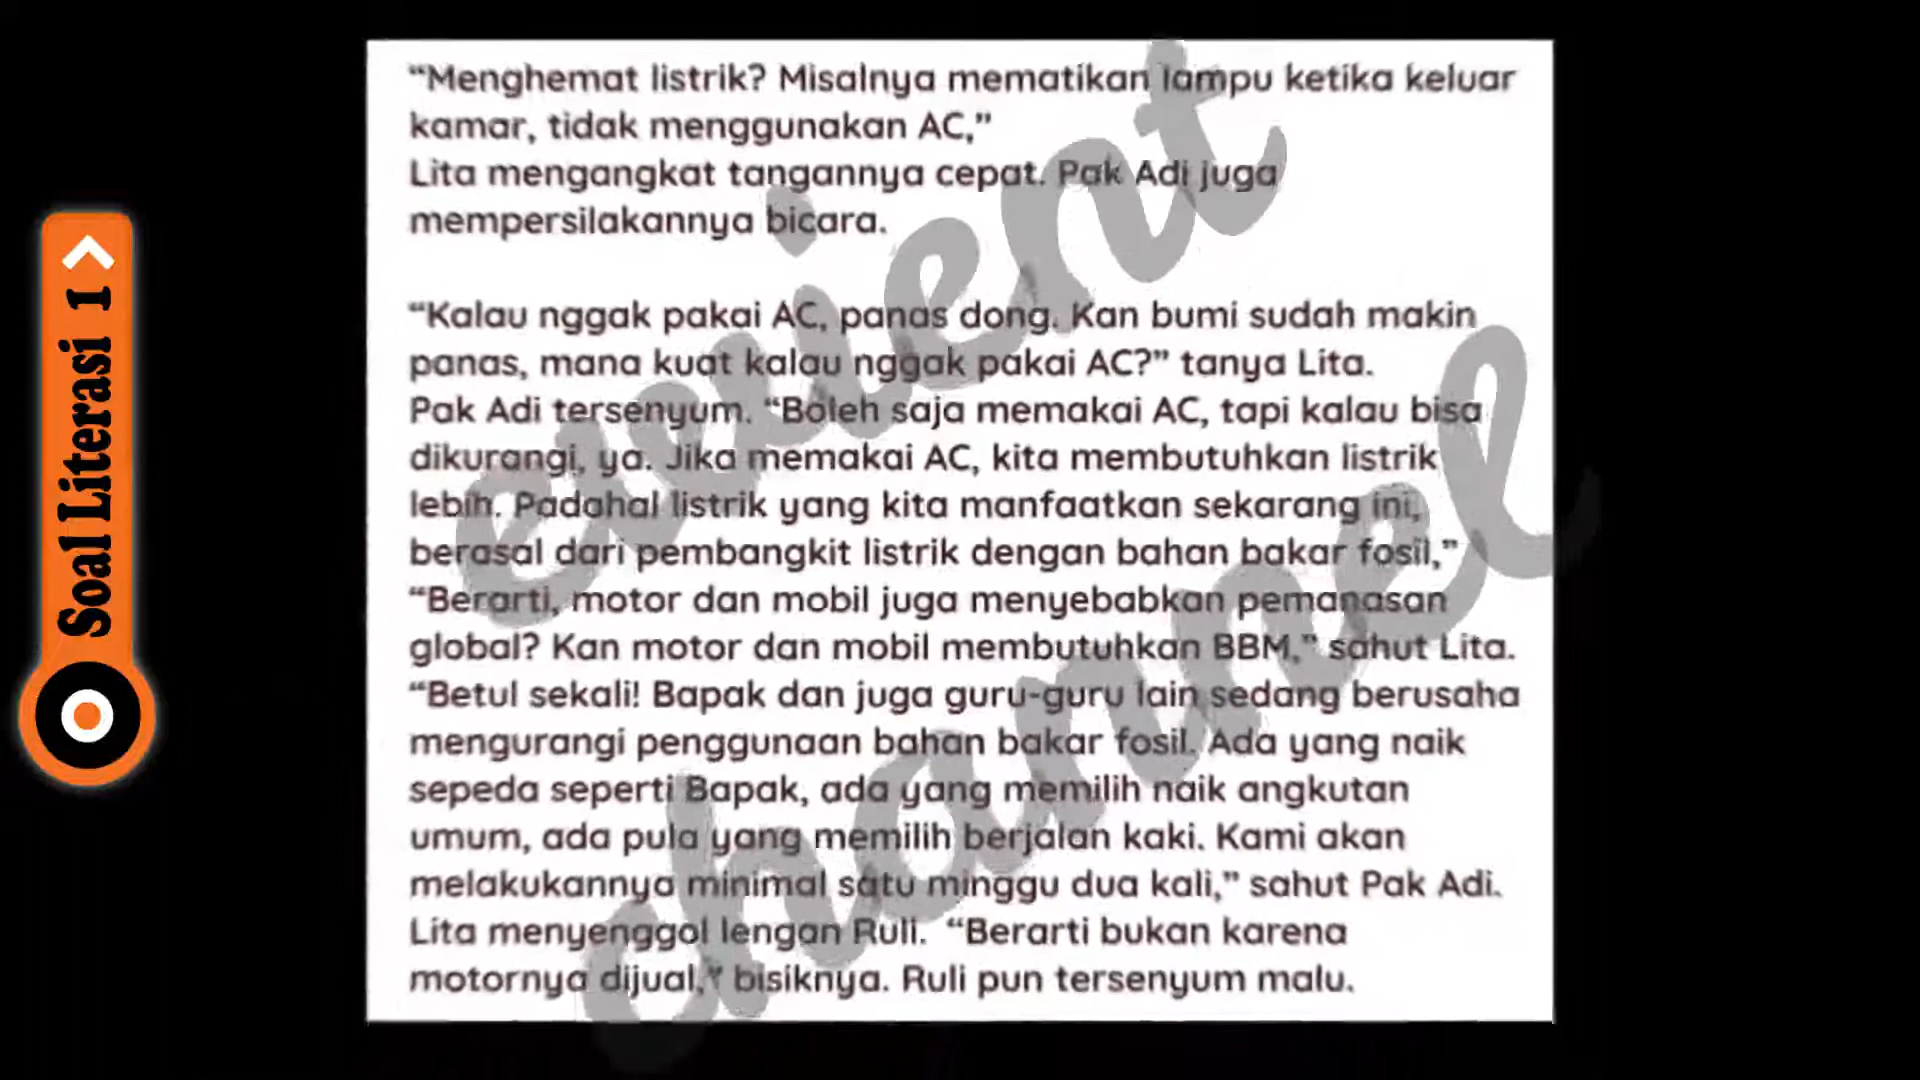 Soal Literasi 1
“Menghemat listrik? Misalnya mematikan lampu ketika keluar
kamar, tidak menggunakan AC,”
Lita mengangkat tangannya cepat. Pak Adi juga
mempersilakannya bicara.
“Kalau nggak pakai AC, panas dong. Kan bumi sudah makin
panas, mana kuat kalau nggak pakai AC?” tanya Lita.
Pak Adi tersenyum. “Boleh saja memakai AC, tapi kalau bisa
dikurangi, ya. Jika memakai AC, kita membutuhkan listrik
lebih. Padahal listrik yang kita manfaatkan sekarang ini,
berasal dari pembangkit listrik dengan bahan bakar fosil,”
“Berarti, motor dan mobil juga menyebabkan pemanasan
global? Kan motor dan mobil membutuhkan BBM,” sahut Lita.
“Betul sekali! Bapak dan juga guru-guru lain sedang berusaha
mengurangi penggunaan bahan bakar fosil. Ada yang naik
sepeda seperti Bapak, ada yang memilih naik angkutan
umum, ada pula yang memilih berjalan kaki. Kami akan
melakukannya minimal satu minggu dua kali,” sahut Pak Adi.
Lita menyenggol lengan Ruli. “Berarti bukan karena
motornya dijual,” bisiknya. Ruli pun tersenyum malu.
channel